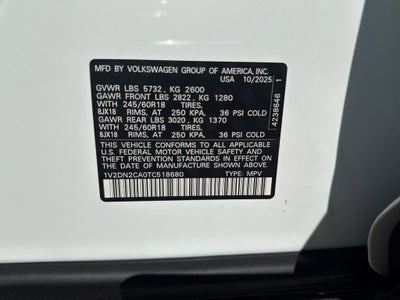 MFD BY VOLKSWAGEN GROUP OF AMERICA, INC.
10/2025
GVWR LBS 5732, KG 2600
GAWR FRONT LBS 2822, KG 1280
WITH 245/60R18 TIRES,
8JX18 RIMS, AT 250 KPA, 36 PSI COLD
GAWR REAR LBS 3020, KG 1370
WITH 245/60R18 TIRES,
8JX18 RIMS, AT 250 KPA, 36 PSI COLD
THIS VEHICLE CONFORMS TO ALL APPLICABLE
U.S. FEDERAL MOTOR VEHICLE SAFETY AND
THEFT PREVENTION STANDARDS IN EFFECT ON
THE DATE OF MANUFACTURE SHOWN ABOVE.
1V2DN2CA0TC518680 TYPE: MPV
4238646 1